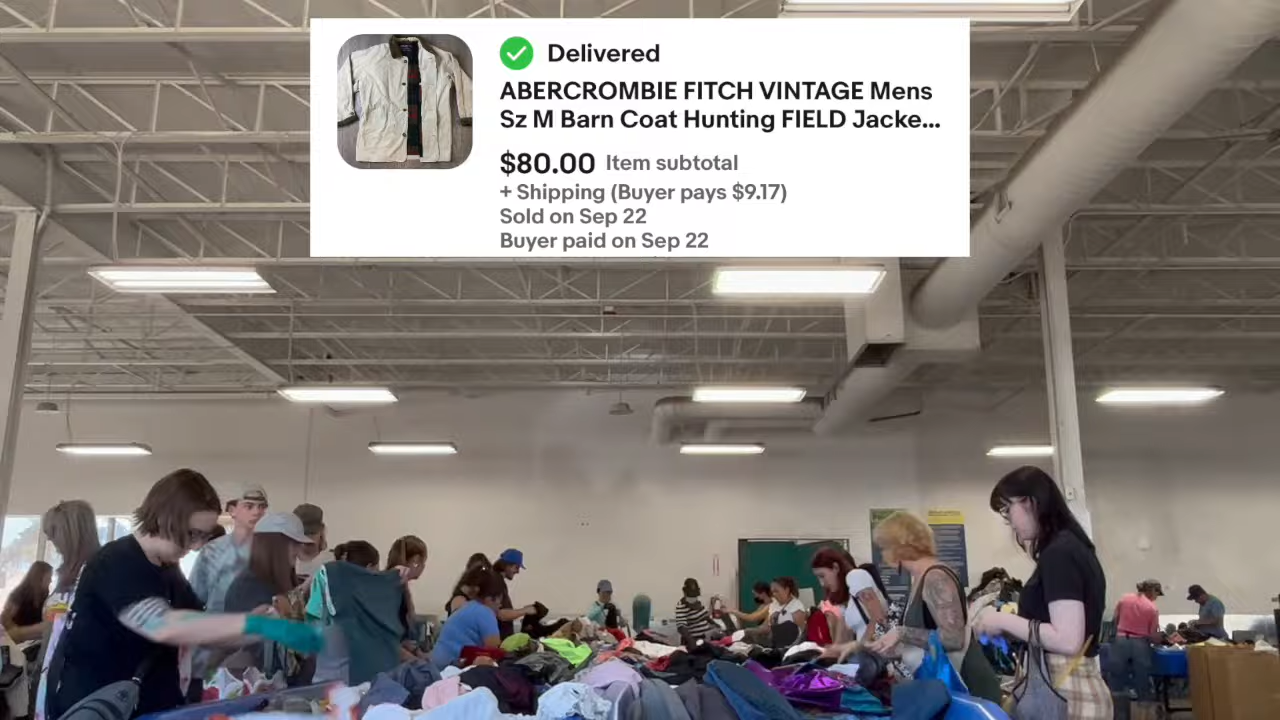 Delivered
ABERCROMBIE FITCH VINTAGE Mens
Sz M Barn Coat Hunting FIELD Jacke...
$80.00 Item subtotal
+ Shipping (Buyer pays $9.17)
Sold on Sep 22
Buyer paid on Sep 22